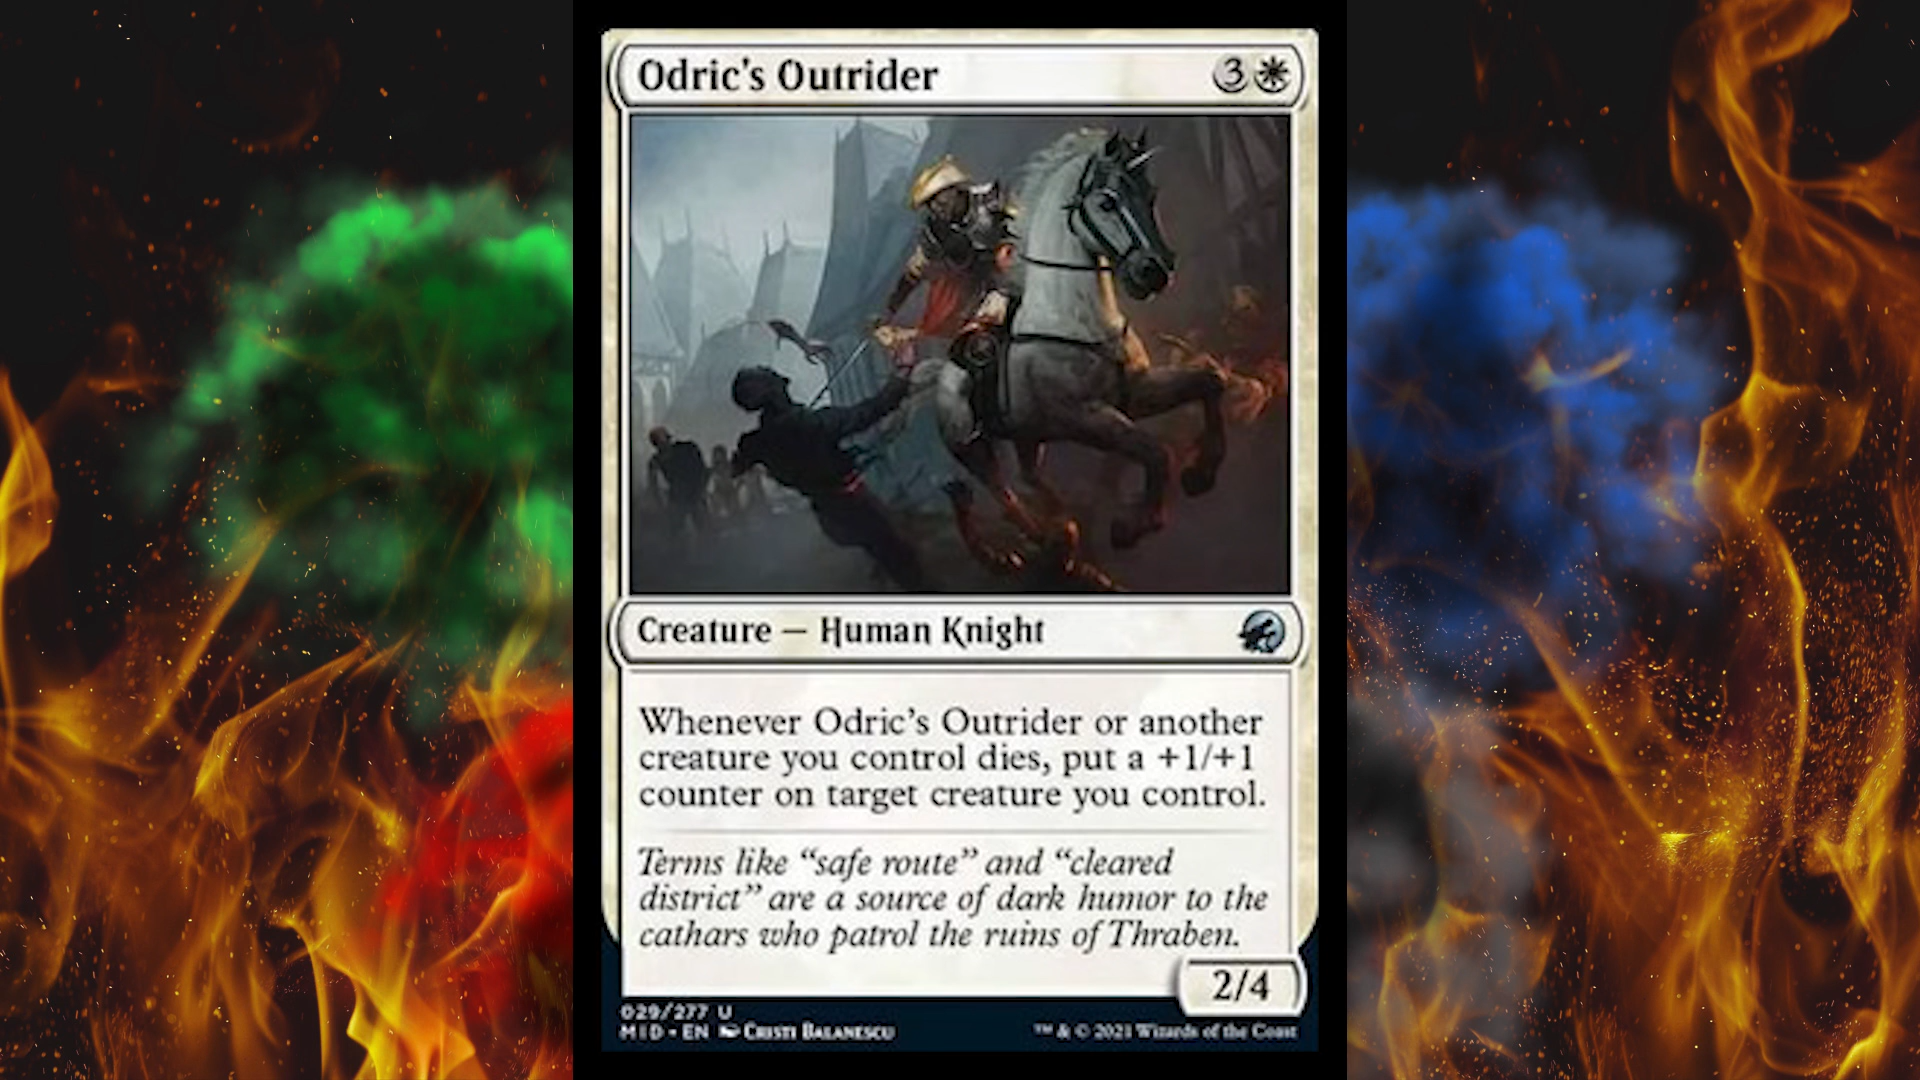 Odric's Outrider 3
Creature — Human Knight
Whenever Odric's Outrider or another
creature you control dies, put a +1/+1
counter on target creature you control.
Terms like “safe route” and “cleared
district” are a source of dark humor to the
cathars who patrol the ruins of Thraben.
2/4
029/277 U
MID • EN Cristi Balanescu
™ & © 2021 Wizards of the Coast